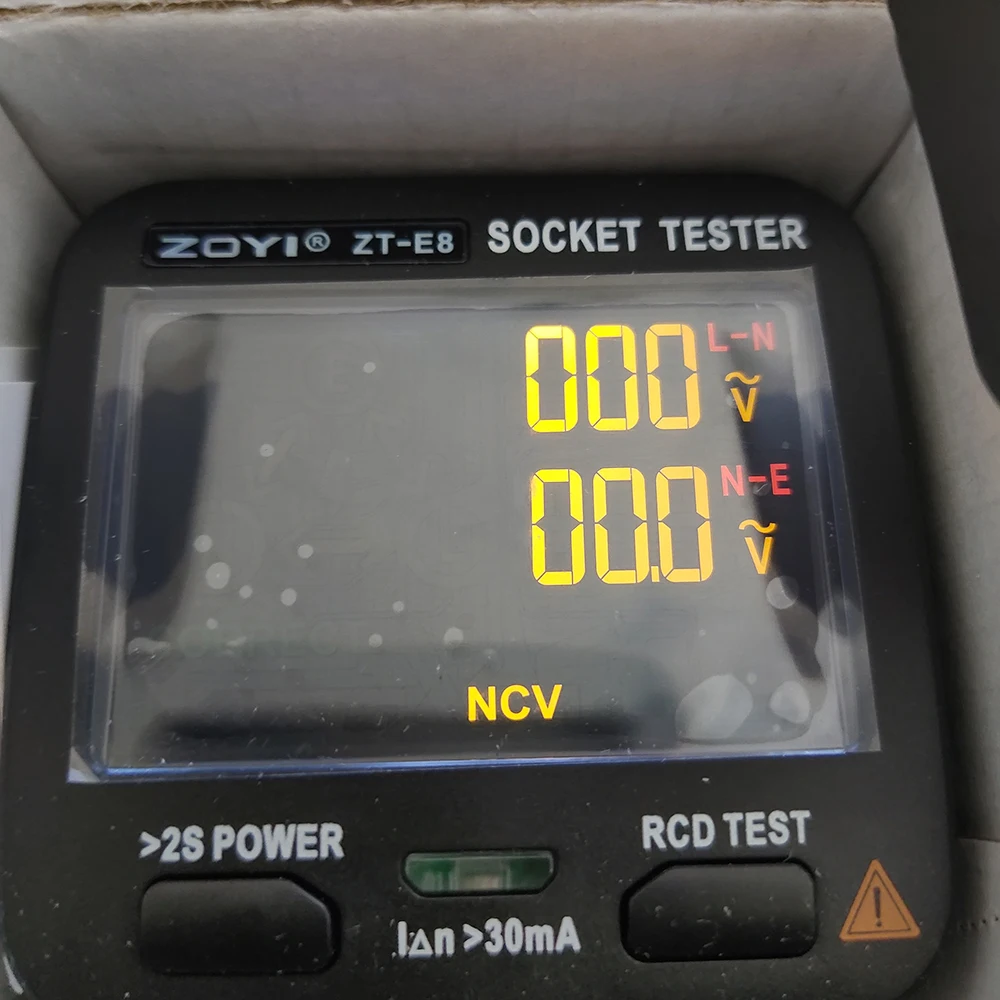 ZOYI® ZT-E8 SOCKET TESTER
000 L-N
Ṽ
00.0 N-E
Ṽ
NCV
>2S POWER
RCD TEST
I△n >30mA